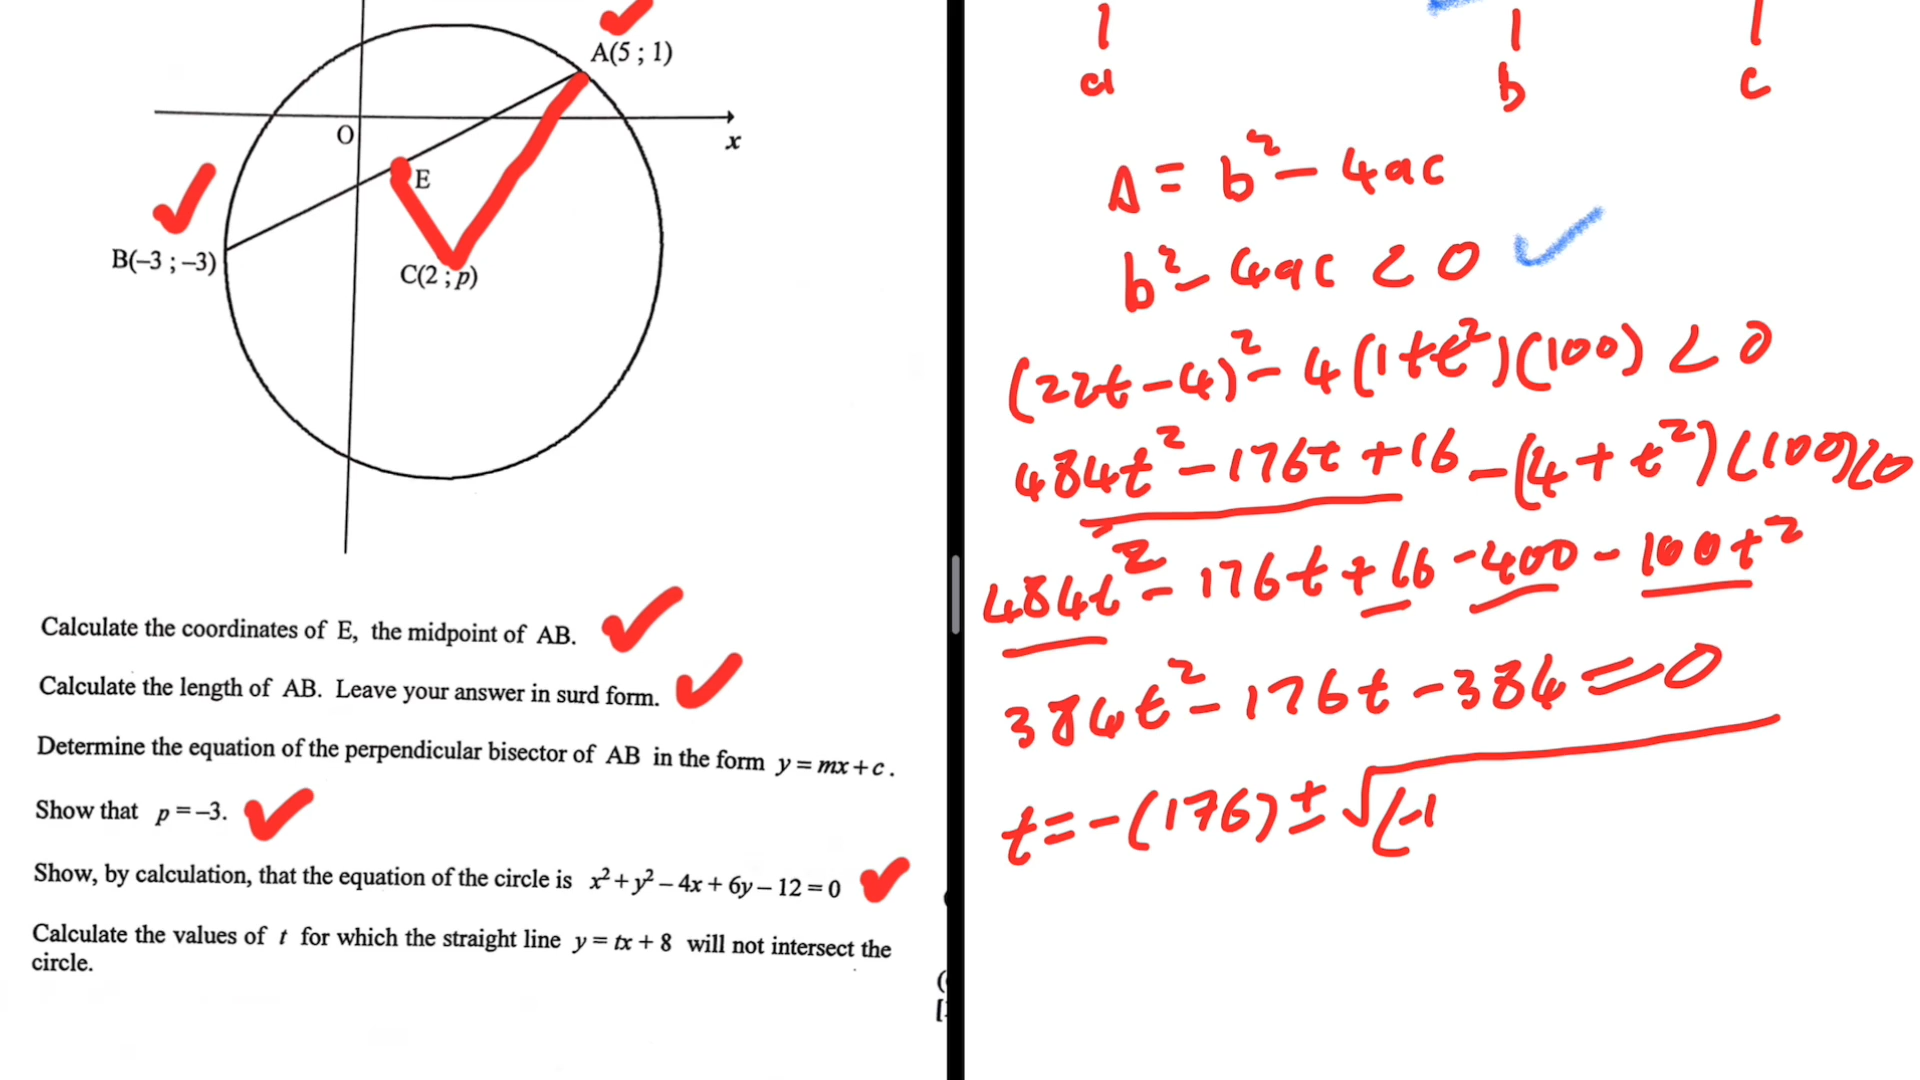 A(5 ; 1)
O
x
E
B(–3 ; –3)
C(2 ; p)
Calculate the coordinates of E, the midpoint of AB.
Calculate the length of AB. Leave your answer in surd form.
Determine the equation of the perpendicular bisector of AB in the form y = mx + c .
Show that p = –3.
Show, by calculation, that the equation of the circle is x² + y² – 4x + 6y – 12 = 0
Calculate the values of t for which the straight line y = tx + 8 will not intersect the
circle.
a b c
Δ = b² – 4ac
b² – 4ac < 0
(22t – 4)² – 4(1+t²)(100) < 0
484t² – 176t + 16 – (4 + t²)(100)<0
484t² – 176t + 16 – 400 – 100t²
384t² – 176t – 384 = 0
t = –(176) ± √(–1